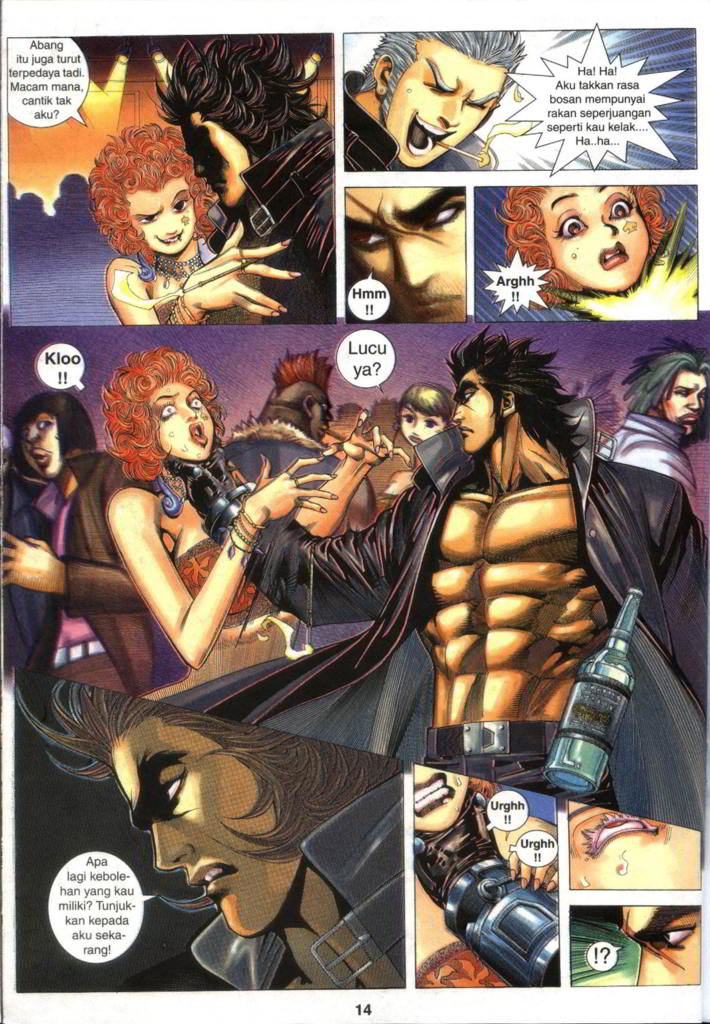 Abang
itu juga turut
terpedaya tadi.
Macam mana,
cantik tak
aku?
Ha! Ha!
Aku takkan rasa
bosan mempunyai
rakan seperjuangan
seperti kau kelak....
Ha..ha...
Hmm
!!
Arghh
!!
Kloo
!!
Lucu
ya?
Apa
lagi kebole-
han yang kau
miliki? Tunjuk-
kan kepada
aku seka-
rang!
Urghh
!!
Urghh
!!
!?
14